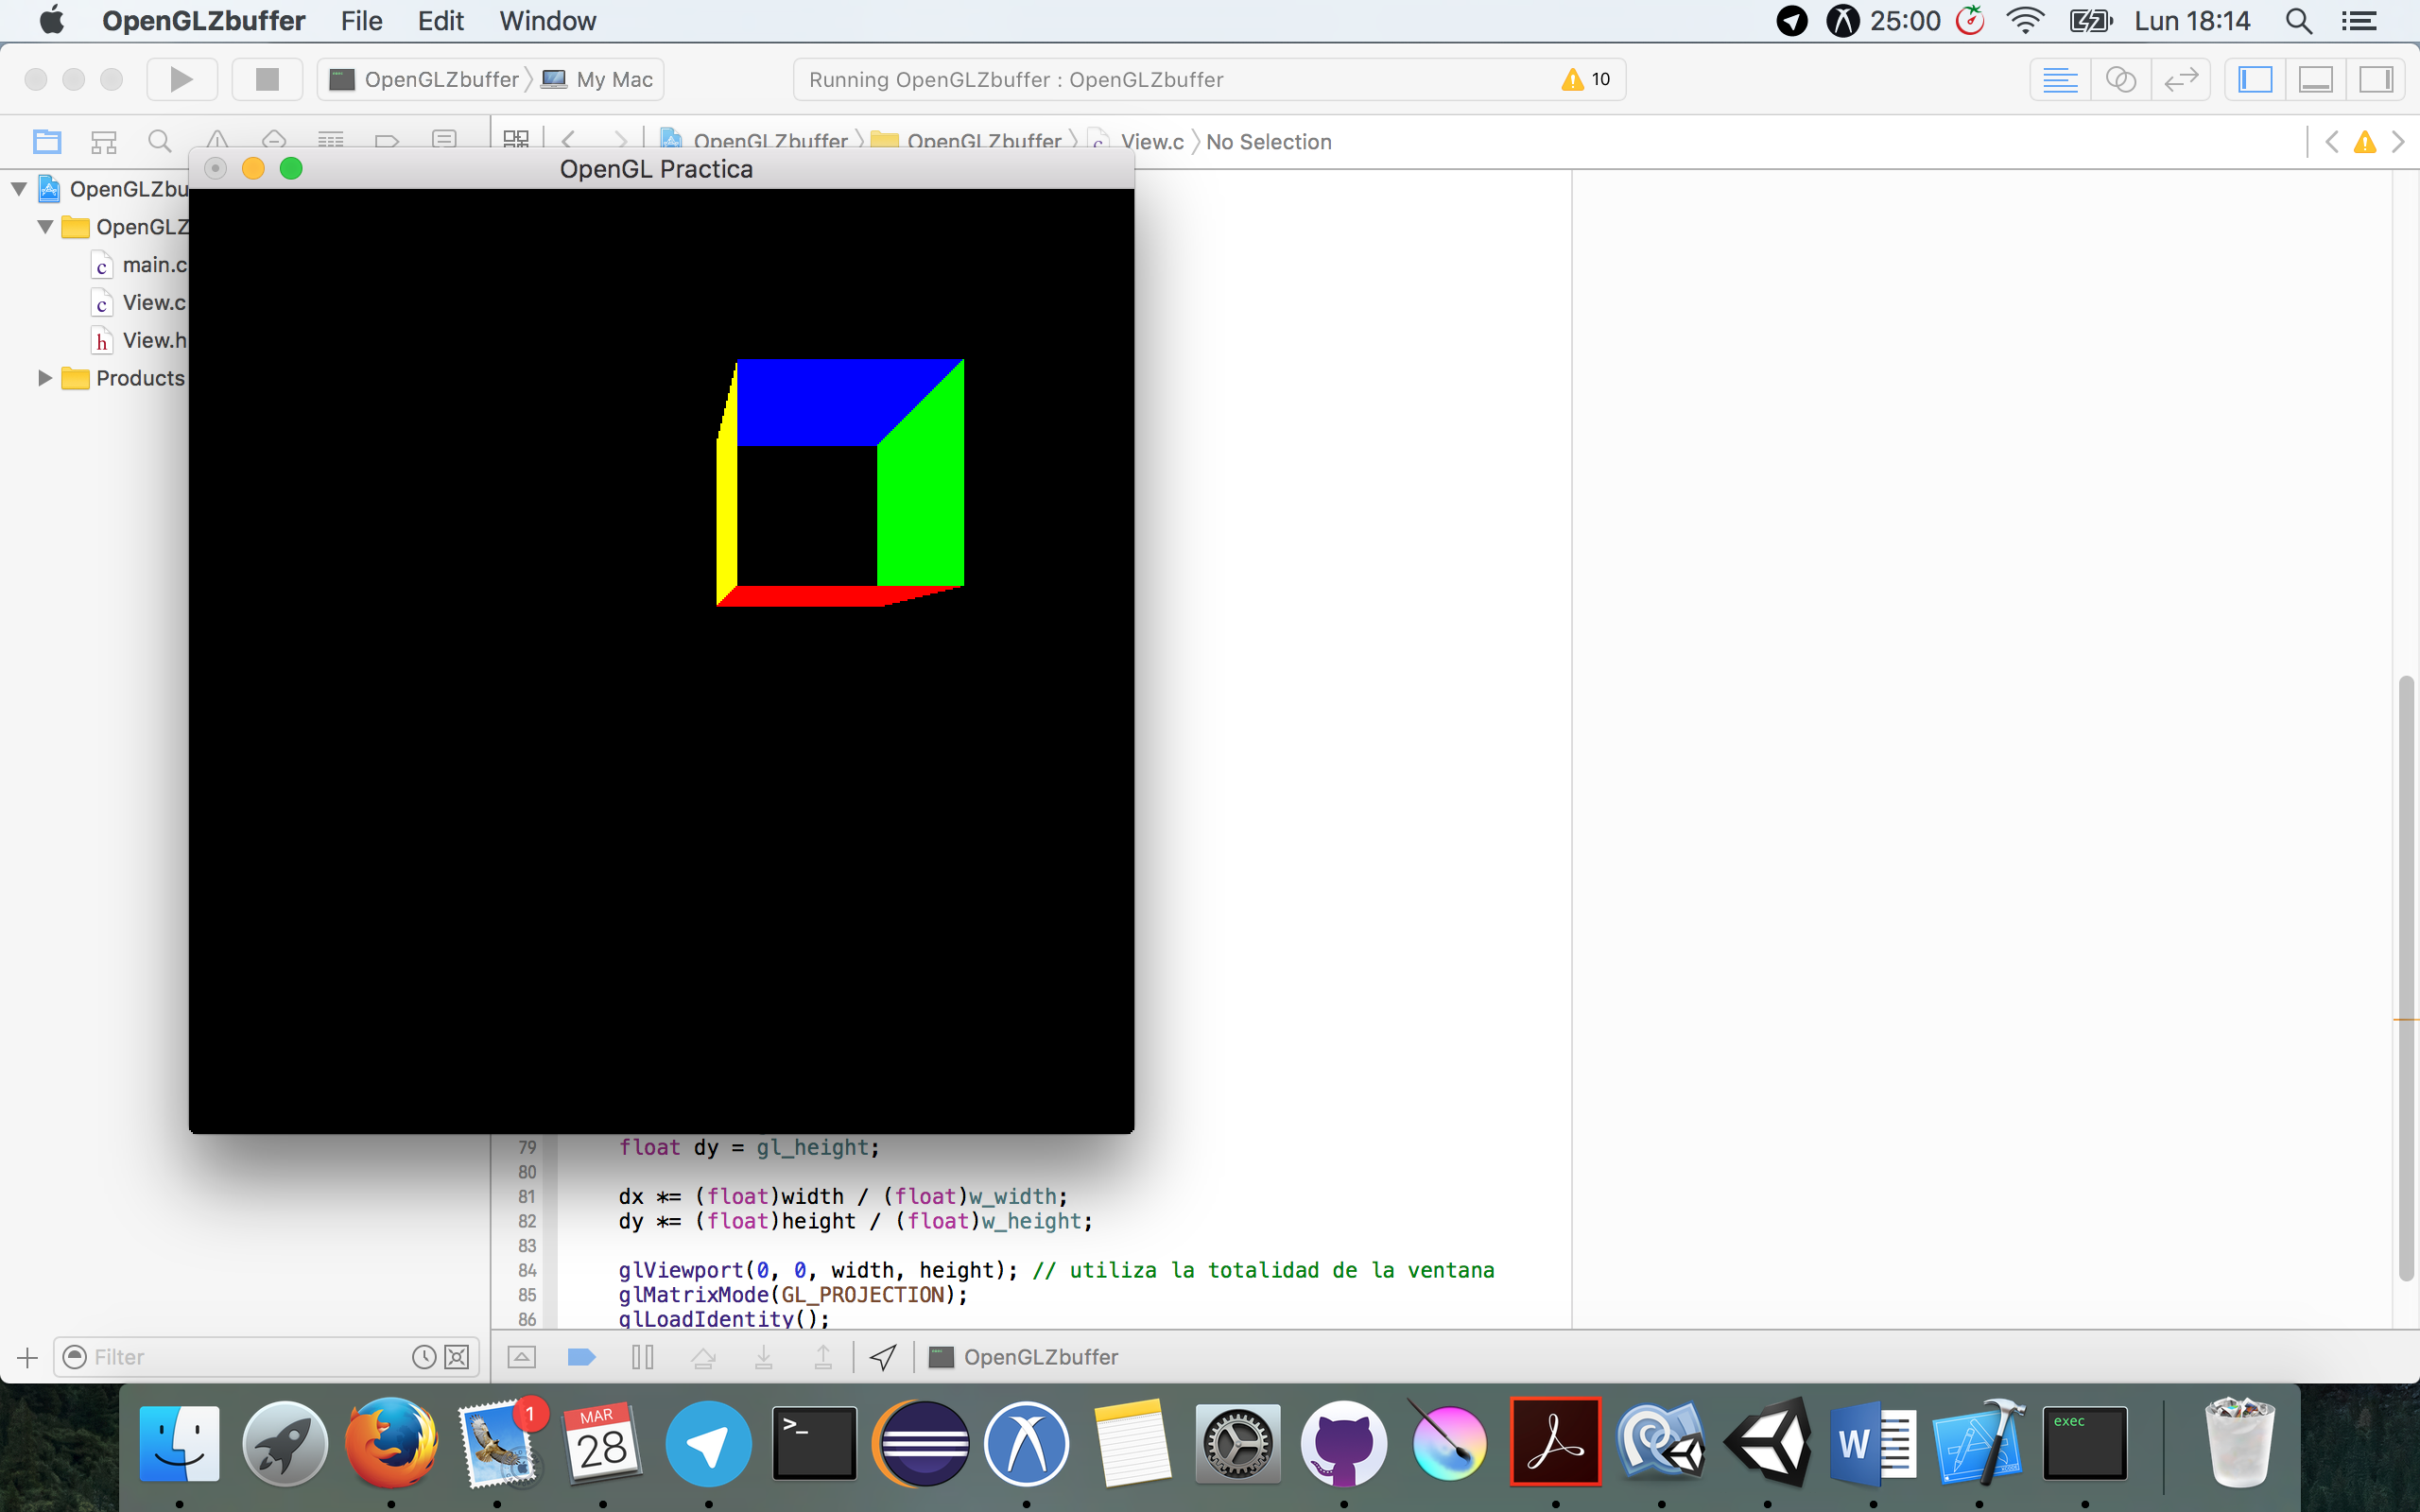 OpenGLZbuffer File Edit Window 25:00 Lun 18:14
OpenGLZbuffer My Mac Running OpenGLZbuffer : OpenGLZbuffer 10
OpenGLZbuffer OpenGLZbuffer View.c No Selection
OpenGL Practica
OpenGLZbu
OpenGLZ
c main.c
c View.c
h View.h
Products
79 float dy = gl_height;
80
81 dx *= (float)width / (float)w_width;
82 dy *= (float)height / (float)w_height;
83
84 glViewport(0, 0, width, height); // utiliza la totalidad de la ventana
85 glMatrixMode(GL_PROJECTION);
86 glLoadIdentity();
Filter OpenGLZbuffer
1
MAR
28
>_
W
exec